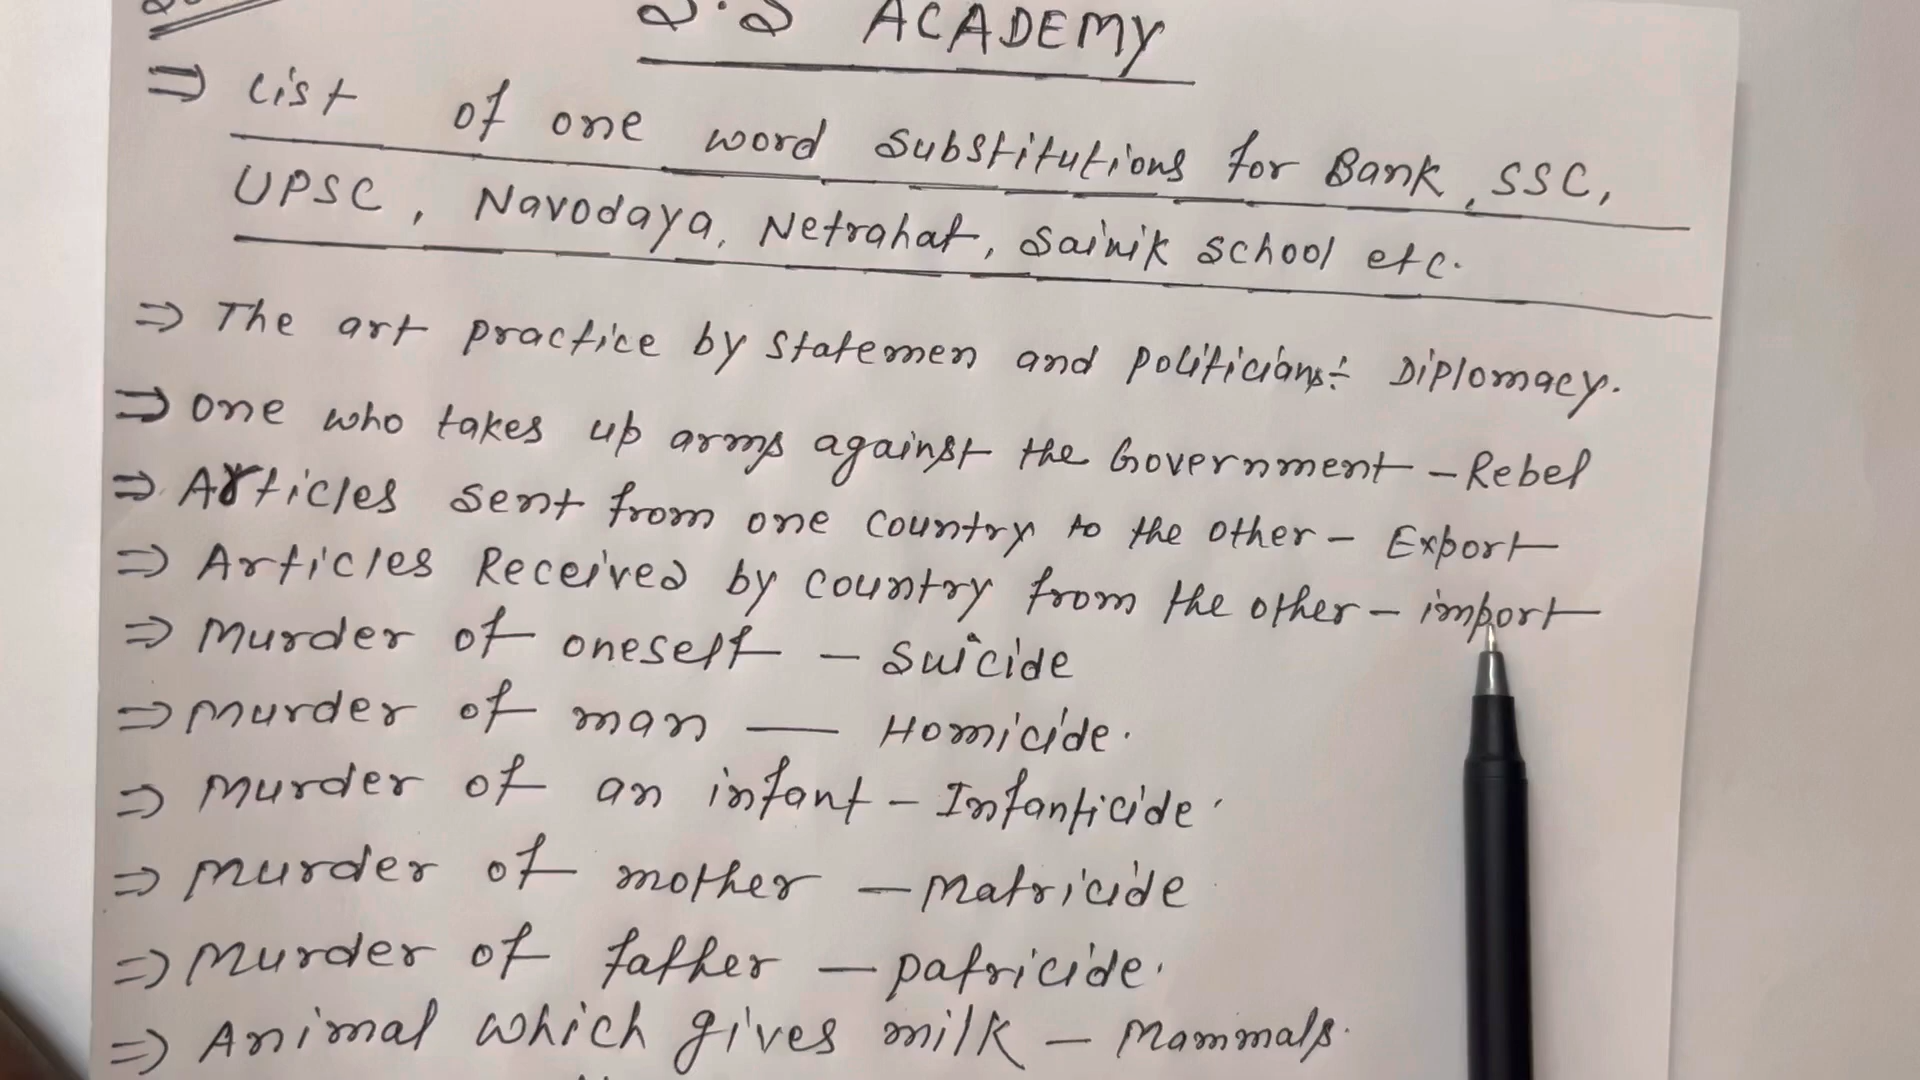 S.S ACADEMY
⇒ List of one word substitutions for Bank, SSC,
UPSC, Navodaya, Netrahat, Sainik school etc.
⇒ The art practice by statemen and politicians÷ Diplomacy.
⇒ one who takes up arms against the Government - Rebel
⇒ Articles sent from one country to the other - Export
⇒ Articles Received by country from the other - import
⇒ Murder of oneself - Suicide
⇒ Murder of man — Homicide.
⇒ Murder of an infant - Infanticide.
⇒ Murder of mother - Matricide
⇒ Murder of father - patricide.
⇒ Animal which gives milk - Mammals.